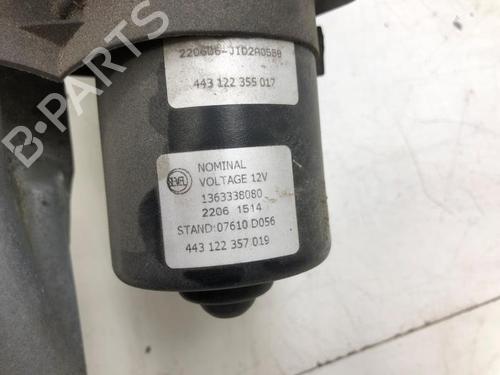 220606-J1D2A0558
443 122 355 017
NOMINAL
VOLTAGE 12V
1363338080
2206 1514
STAND:07610 D056
443 122 357 019
B-PARTS